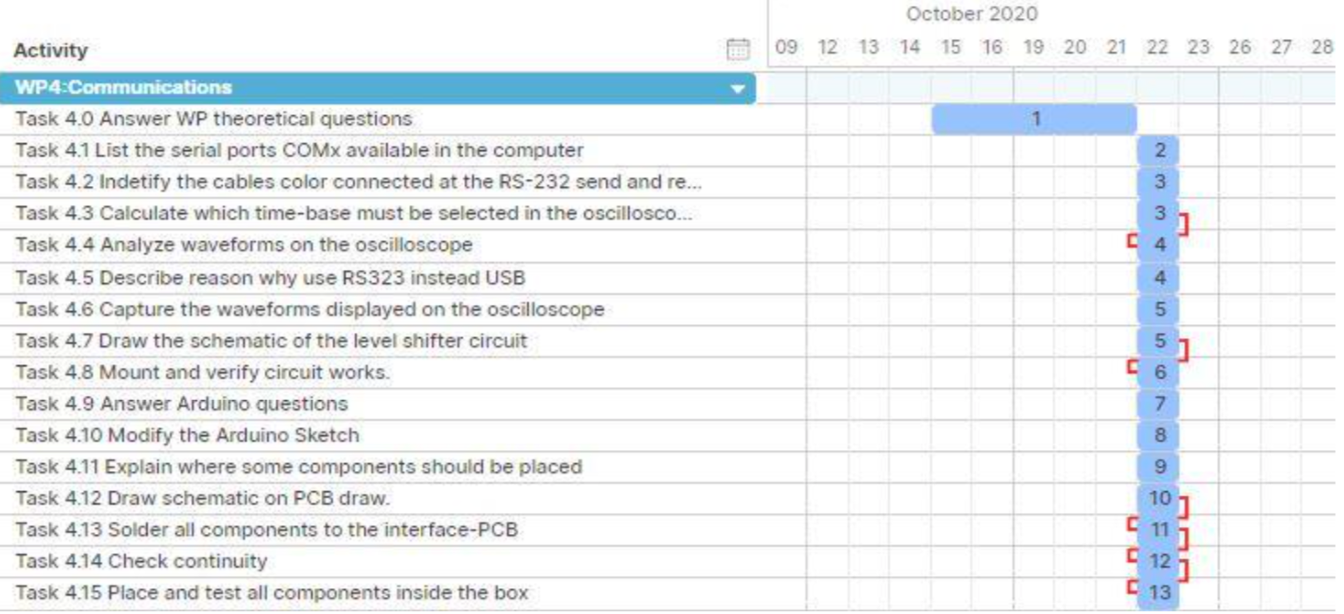 October 2020
Activity 09 12 13 14 15 16 19 20 21 22 23 26 27 28
WP4:Communications
Task 4.0 Answer WP theoretical questions 1
Task 4.1 List the serial ports COMx available in the computer 2
Task 4.2 Indetify the cables color connected at the RS-232 send and re... 3
Task 4.3 Calculate which time-base must be selected in the oscillosco... 3
Task 4.4 Analyze waveforms on the oscilloscope 4
Task 4.5 Describe reason why use RS323 instead USB 4
Task 4.6 Capture the waveforms displayed on the oscilloscope 5
Task 4.7 Draw the schematic of the level shifter circuit 5
Task 4.8 Mount and verify circuit works. 6
Task 4.9 Answer Arduino questions 7
Task 4.10 Modify the Arduino Sketch 8
Task 4.11 Explain where some components should be placed 9
Task 4.12 Draw schematic on PCB draw. 10
Task 4.13 Solder all components to the interface-PCB 11
Task 4.14 Check continuity 12
Task 4.15 Place and test all components inside the box 13